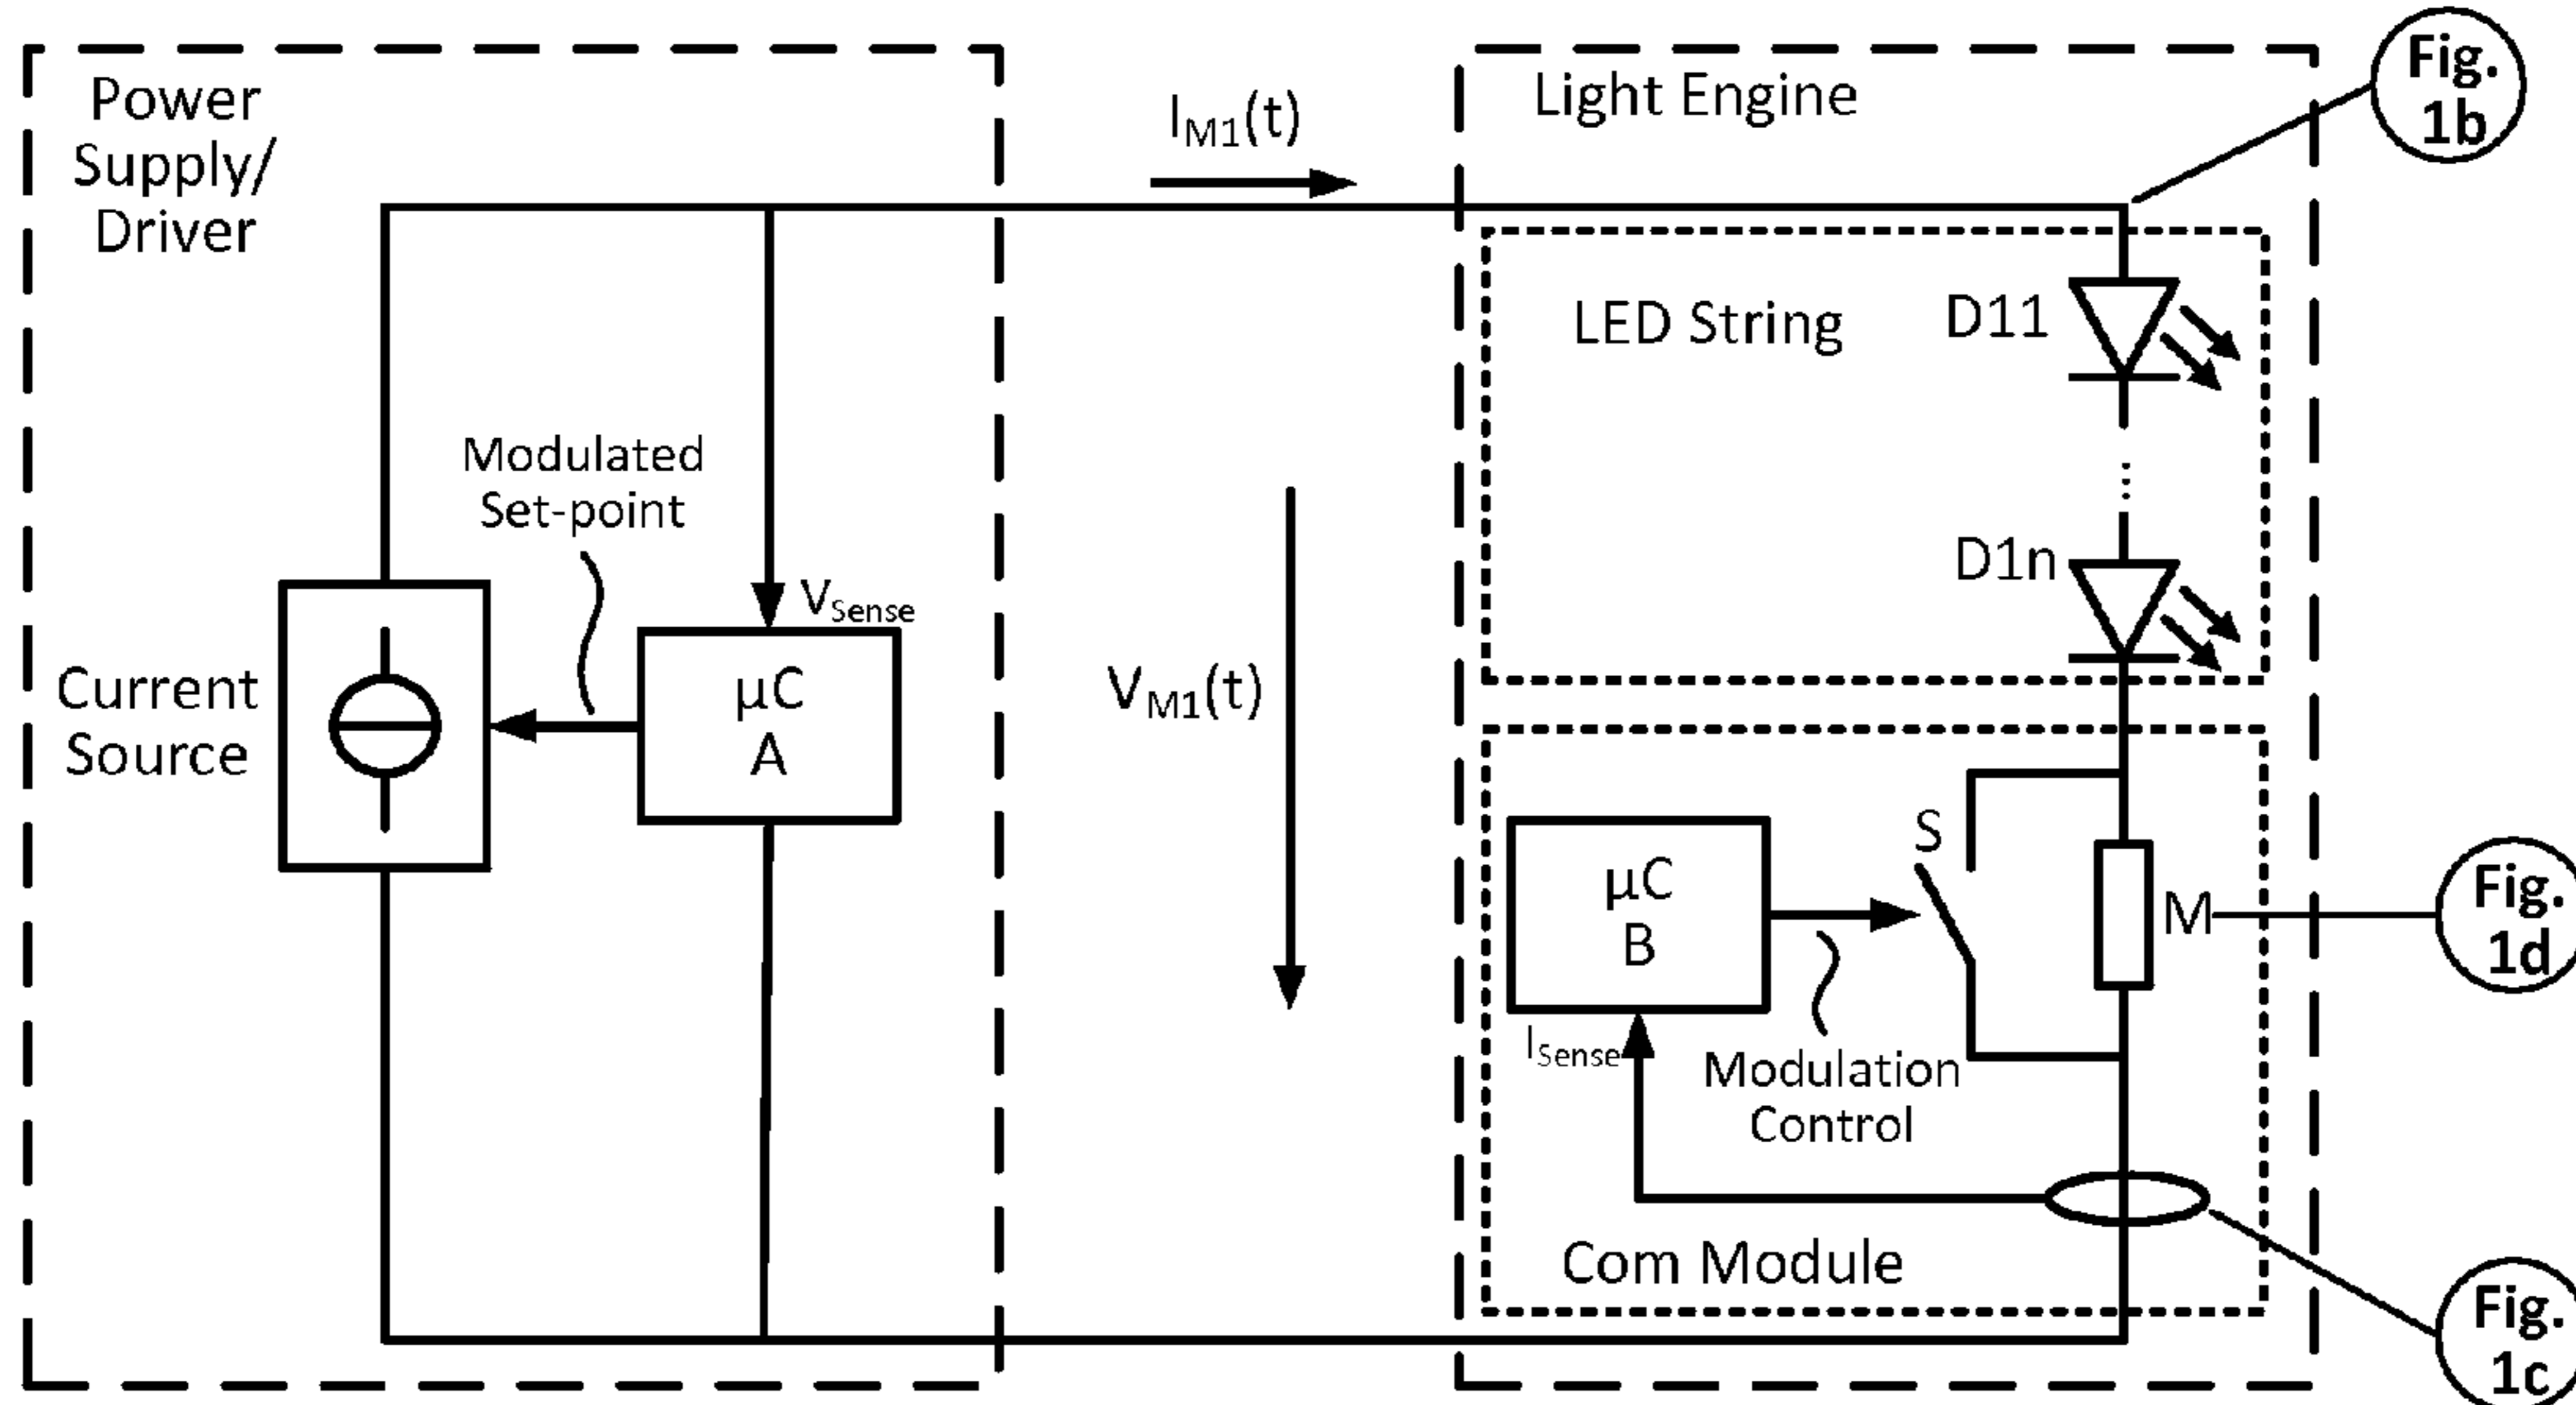 Power
Supply/
Driver
I_M1(t)
Light Engine
Fig.
1b
LED String
D11
Modulated
Set-point
D1n
V_Sense
Current
Source
µC
A
V_M1(t)
S
µC
B
M
Fig.
1d
I_Sense
Modulation
Control
Com Module
Fig.
1c